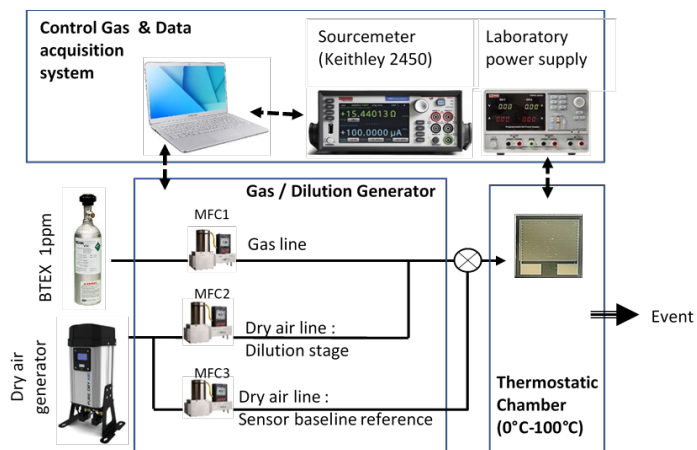 Control Gas & Data
acquisition
system
Sourcemeter
(Keithley 2450)
Laboratory
power supply
+15.44013 Ω
+100.0000 µA
Gas / Dilution Generator
BTEX 1ppm
MFC1
Gas line
MFC2
Dry air line :
Dilution stage
MFC3
Dry air line :
Sensor baseline reference
Dry air
generator
Thermostatic
Chamber
(0°C-100°C)
Event